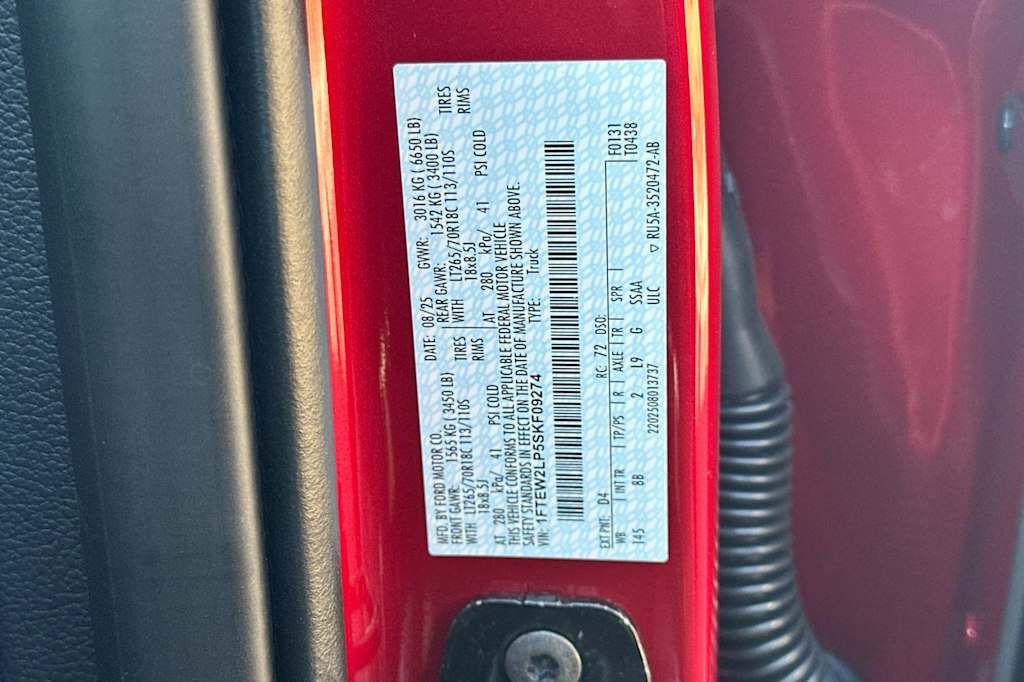 MFD. BY FORD MOTOR CO.
DATE: 08/25 GVWR: 3016 KG ( 6650 LB)
FRONT GAWR: 1565 KG ( 3450 LB) REAR GAWR: 1542 KG ( 3400 LB)
WITH LT265/70R18C 113/110S TIRES WITH LT265/70R18C 113/110S TIRES
18x8.5J RIMS 18x8.5J RIMS
AT 280 kPa/ 41 PSI COLD AT 280 kPa/ 41 PSI COLD
THIS VEHICLE CONFORMS TO ALL APPLICABLE FEDERAL MOTOR VEHICLE
SAFETY STANDARDS IN EFFECT ON THE DATE OF MANUFACTURE SHOWN ABOVE.
VIN: 1FTEW2LP5SKF09274 TYPE: Truck
F0131
EXT PNT: D4 RC: 72 DSO: T0438
WB INT TR TP/PS R AXLE TR SPR
145 8B 2 L9 G SSAA
2202508013737 ULC ▽ RU5A-3520472-AB